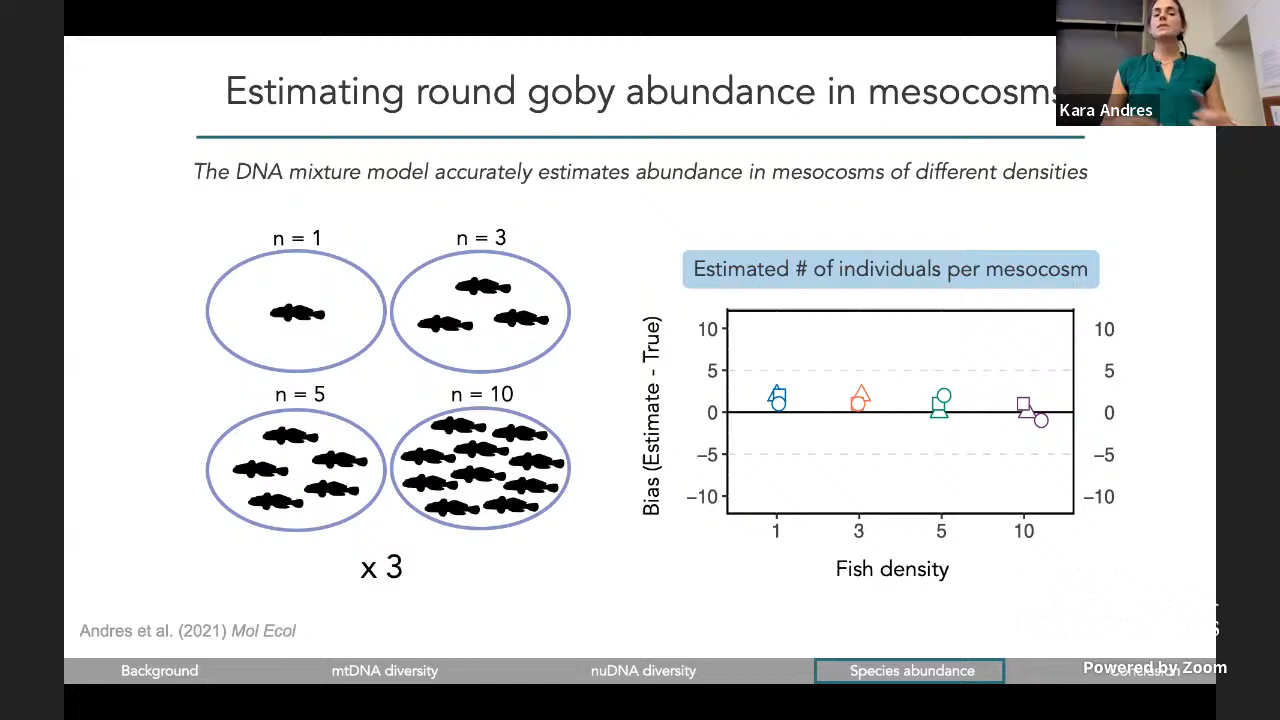 Estimating round goby abundance in mesocosms
Kara Andres
The DNA mixture model accurately estimates abundance in mesocosms of different densities
n = 1
n = 3
n = 5
n = 10
x 3
Estimated # of individuals per mesocosm
Bias (Estimate - True)
10
5
0
−5
−10
10
5
0
−5
−10
1
3
5
10
Fish density
Andres et al. (2021) Mol Ecol
Background
mtDNA diversity
nuDNA diversity
Species abundance
Conclusion
Powered by Zoom